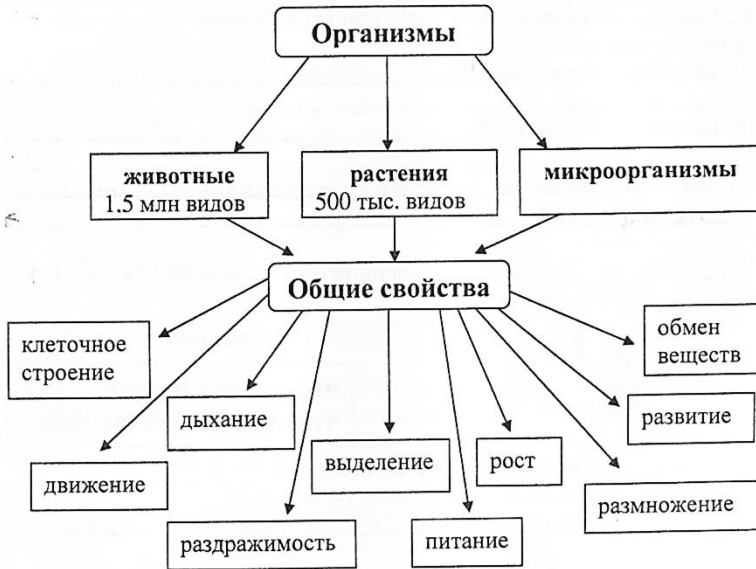 Организмы
животные
1.5 млн видов
растения
500 тыс. видов
микроорганизмы
Общие свойства
клеточное
строение
обмен
веществ
дыхание
развитие
выделение
рост
движение
размножение
раздражимость
питание